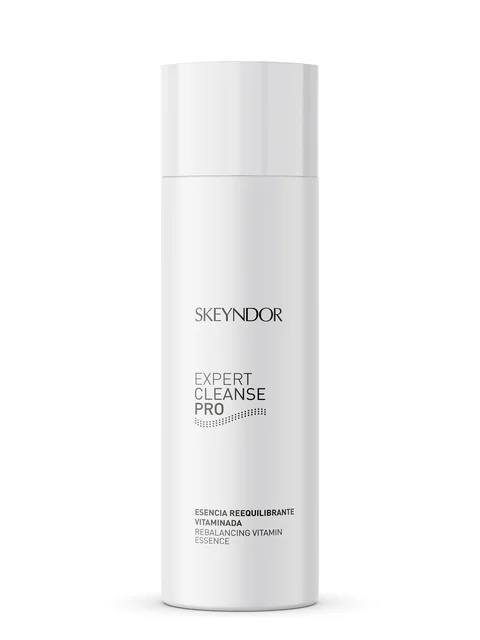 SKEYNDOR
EXPERT
CLEANSE
PRO
ESENCIA REEQUILIBRANTE
VITAMINADA
REBALANCING VITAMIN
ESSENCE